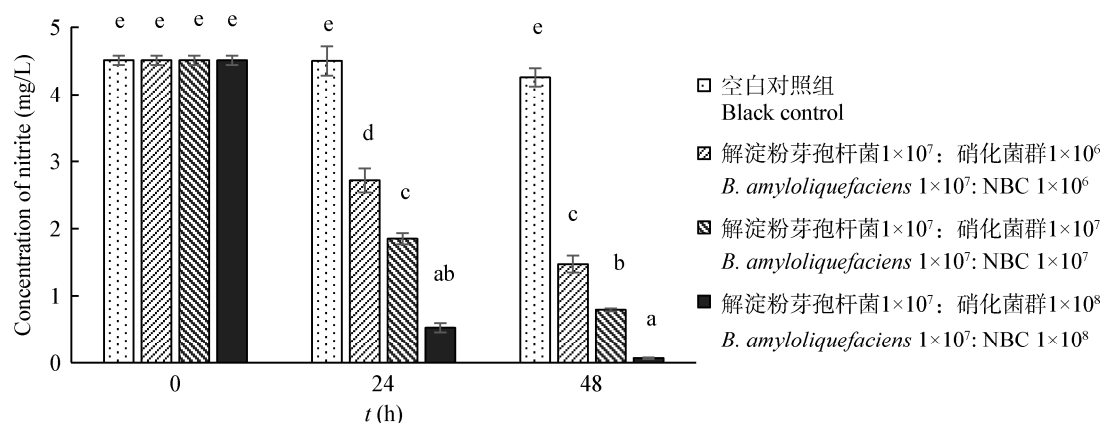 Concentration of nitrite (mg/L)
5
4
3
2
1
0
e e e e
e
d
c
ab
e
c
b
a
0 24 48
t (h)
空白对照组
Black control
解淀粉芽孢杆菌1×10⁷：硝化菌群1×10⁶
B. amyloliquefaciens 1×10⁷: NBC 1×10⁶
解淀粉芽孢杆菌1×10⁷：硝化菌群1×10⁷
B. amyloliquefaciens 1×10⁷: NBC 1×10⁷
解淀粉芽孢杆菌1×10⁷：硝化菌群1×10⁸
B. amyloliquefaciens 1×10⁷: NBC 1×10⁸